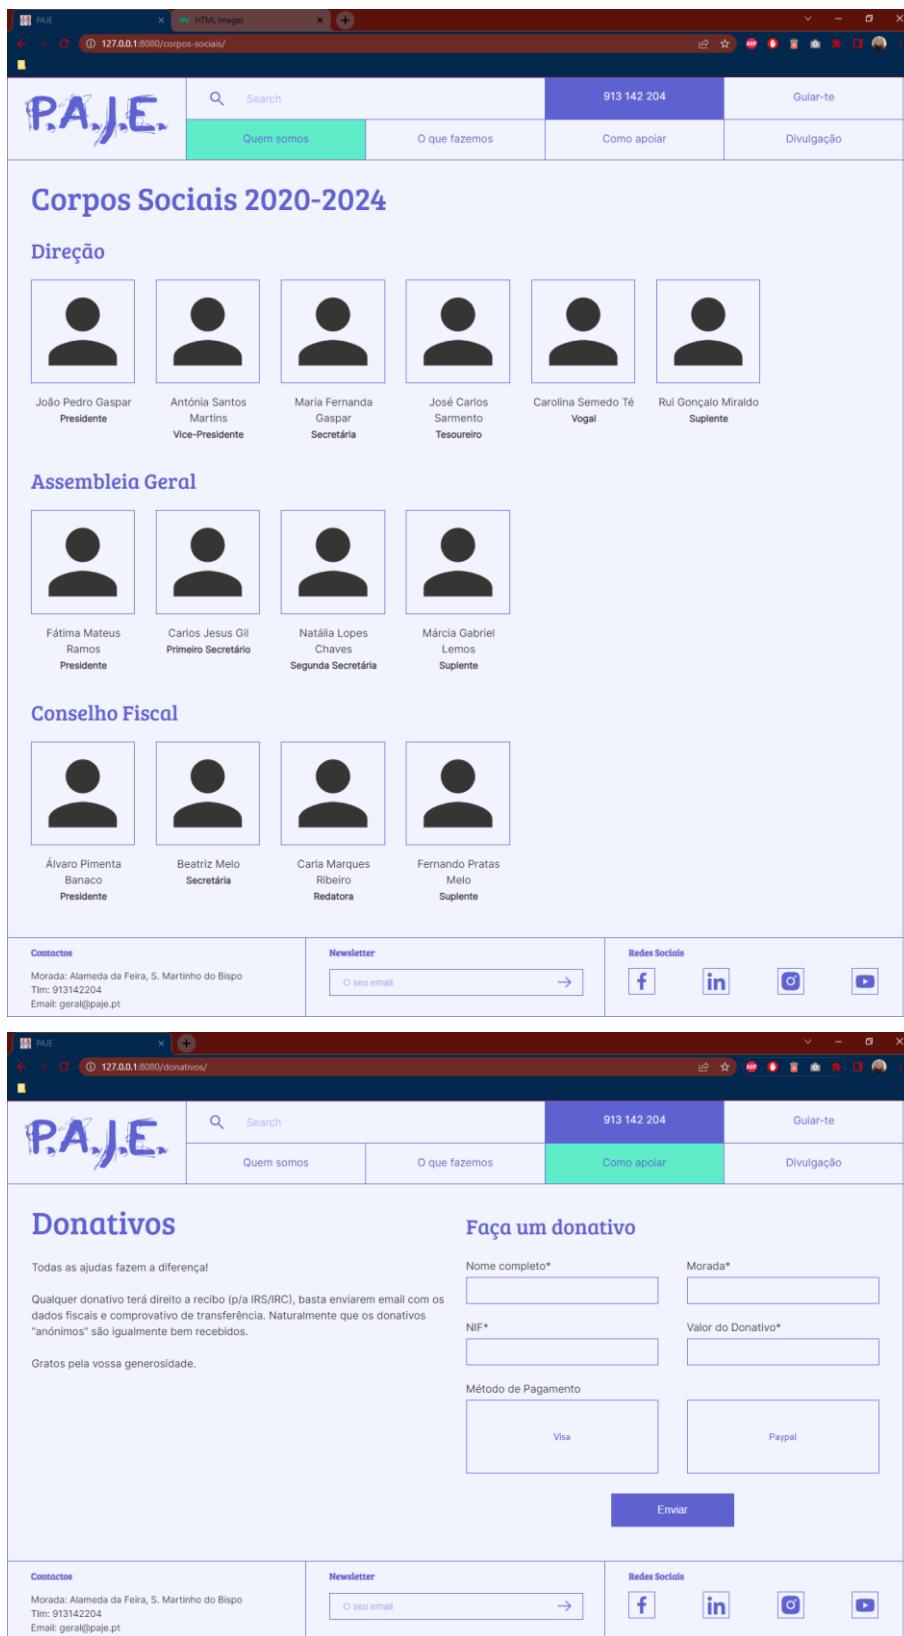 PAJE
HTML Images
127.0.0.1:8080/corpos-sociais/
P.A.J.E.
Search
913 142 204
Guiar-te
Quem somos
O que fazemos
Como apoiar
Divulgação
Corpos Sociais 2020-2024
Direção
João Pedro Gaspar
Presidente
Antónia Santos
Martins
Vice-Presidente
Maria Fernanda
Gaspar
Secretária
José Carlos
Sarmento
Tesoureiro
Carolina Semedo Té
Vogal
Rui Gonçalo Miraldo
Suplente
Assembleia Geral
Fátima Mateus
Ramos
Presidente
Carlos Jesus Gil
Primeiro Secretário
Natália Lopes
Chaves
Segunda Secretária
Márcia Gabriel
Lemos
Suplente
Conselho Fiscal
Álvaro Pimenta
Banaco
Presidente
Beatriz Melo
Secretária
Carla Marques
Ribeiro
Redatora
Fernando Pratas
Melo
Suplente
Contactos
Morada: Alameda da Feira, S. Martinho do Bispo
Tlm: 913142204
Email: geral@paje.pt
Newsletter
O seu email
Redes Sociais
PAJE
127.0.0.1:8080/donativos/
P.A.J.E.
Search
913 142 204
Guiar-te
Quem somos
O que fazemos
Como apoiar
Divulgação
Donativos
Todas as ajudas fazem a diferença!
Qualquer donativo terá direito a recibo (p/a IRS/IRC), basta enviarem email com os
dados fiscais e comprovativo de transferência. Naturalmente que os donativos
"anónimos" são igualmente bem recebidos.
Gratos pela vossa generosidade.
Faça um donativo
Nome completo*
Morada*
NIF*
Valor do Donativo*
Método de Pagamento
Visa
Paypal
Enviar
Contactos
Morada: Alameda da Feira, S. Martinho do Bispo
Tlm: 913142204
Email: geral@paje.pt
Newsletter
O seu email
Redes Sociais